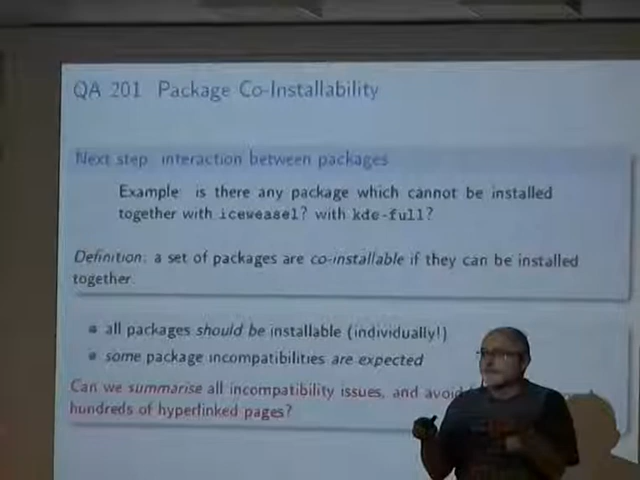 QA 201 Package Co-Installability
Next step interaction between packages
Example is there any package which cannot be installed
together with iceweasel? with kde-full?
Definition: a set of packages are co-installable if they can be installed
together.
all packages should be installable (individually!)
some package incompatibilities are expected
Can we summarise all incompatibility issues, and avoid
hundreds of hyperlinked pages?